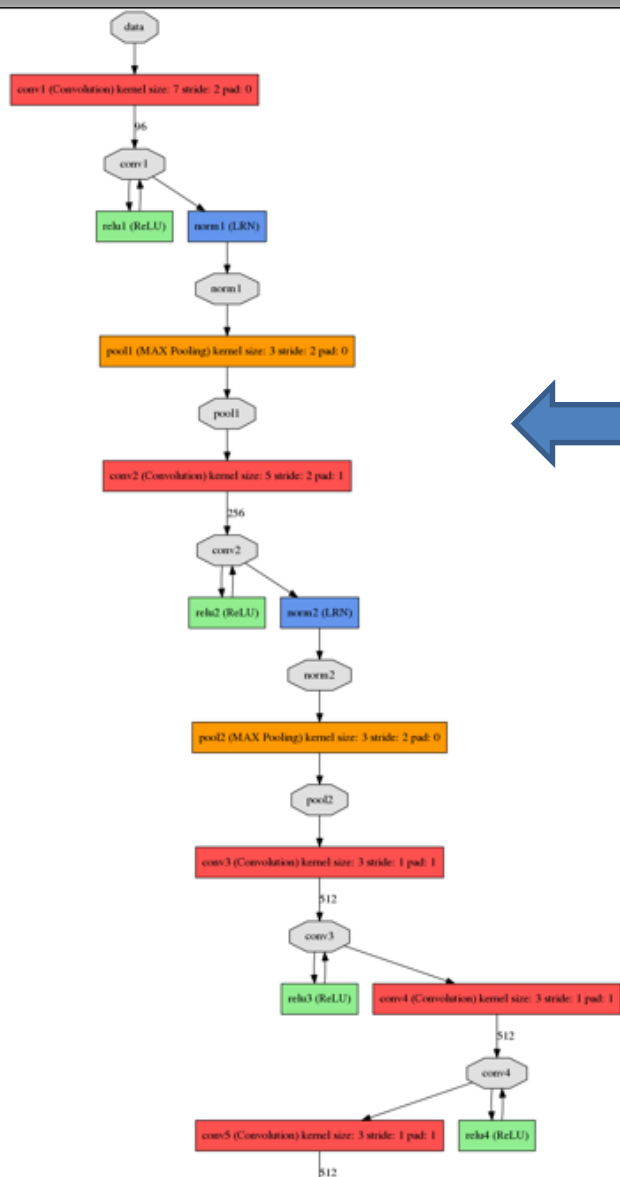 data
conv1 (Convolution) kernel size: 7 stride: 2 pad: 0
96
conv1
relu1 (ReLU)
norm1 (LRN)
norm1
pool1 (MAX Pooling) kernel size: 3 stride: 2 pad: 0
pool1
conv2 (Convolution) kernel size: 5 stride: 2 pad: 1
256
conv2
relu2 (ReLU)
norm2 (LRN)
norm2
pool2 (MAX Pooling) kernel size: 3 stride: 2 pad: 0
pool2
conv3 (Convolution) kernel size: 3 stride: 1 pad: 1
512
conv3
relu3 (ReLU)
conv4 (Convolution) kernel size: 3 stride: 1 pad: 1
512
conv4
conv5 (Convolution) kernel size: 3 stride: 1 pad: 1
relu4 (ReLU)
512